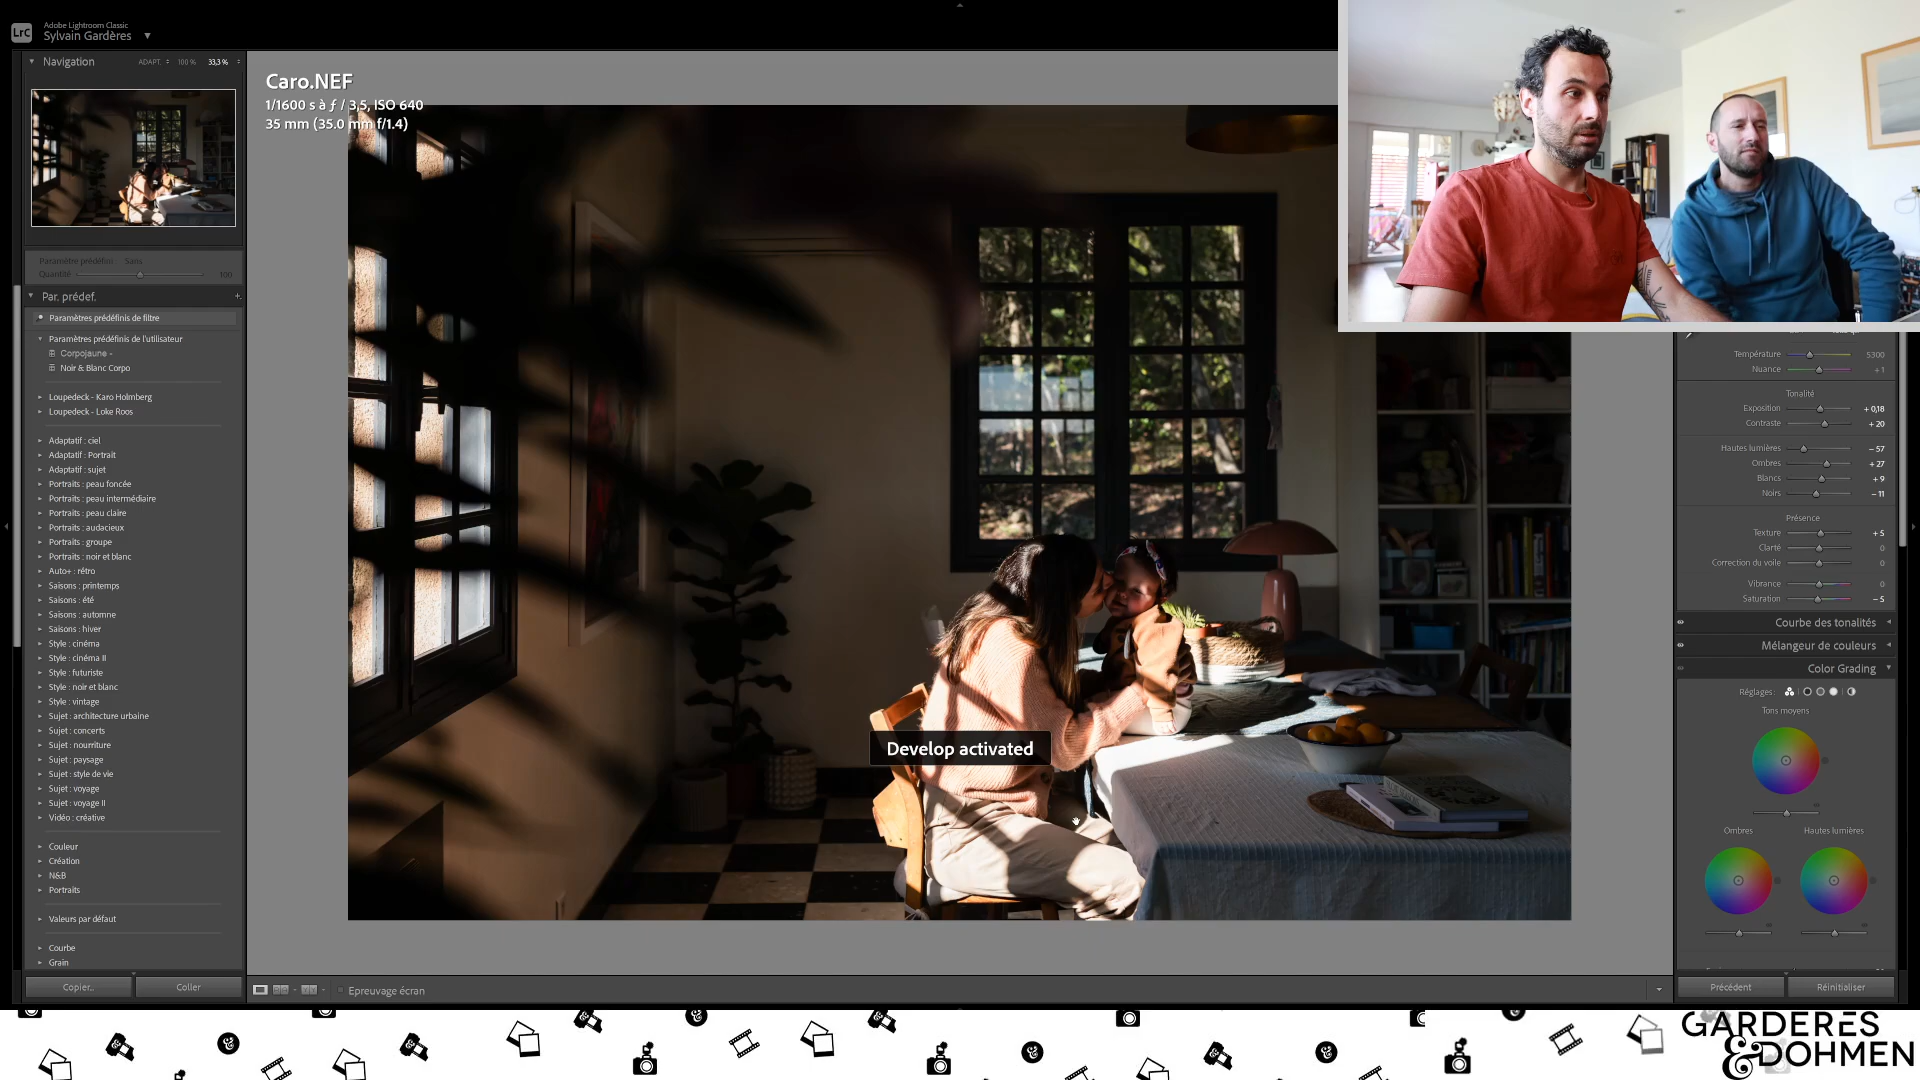 LrC
Adobe Lightroom Classic
Sylvain Gardères
Navigation
ADAPT.
100 %
33,3 %
Caro.NEF
1/1600 s à ƒ / 3,5, ISO 640
35 mm (35.0 mm f/1.4)
Paramètre prédéfin.
Sans
Quantité
100
Par. prédéf.
Paramètres prédéfinis de filtre
Paramètres prédéfinis de l'utilisateur
Corpojaune -
Noir & Blanc Corpo
Loupedeck - Karo Holmberg
Loupedeck - Loke Roos
Adaptatif : ciel
Adaptatif : Portrait
Adaptatif : sujet
Portraits : peau foncée
Portraits : peau intermédiaire
Portraits : peau claire
Portraits : audacieux
Portraits : groupe
Portraits : noir et blanc
Auto+ : rétro
Saisons : printemps
Saisons : été
Saisons : automne
Saisons : hiver
Style : cinéma
Style : cinéma II
Style : futuriste
Style : noir et blanc
Style : vintage
Sujet : architecture urbaine
Sujet : concerts
Sujet : nourriture
Sujet : paysage
Sujet : style de vie
Sujet : voyage
Sujet : voyage II
Vidéo : créative
Couleur
Création
N&B
Portraits
Valeurs par défaut
Courbe
Grain
Copier...
Coller
Develop activated
Epreuvage écran
Température 5300
Nuance + 1
Tonalité
Exposition + 0,18
Contraste + 20
Hautes lumières − 57
Ombres + 27
Blancs + 9
Noirs − 11
Présence
Texture + 5
Clarté 0
Correction du voile 0
Vibrance 0
Saturation − 5
Courbe des tonalités
Mélangeur de couleurs
Color Grading
Réglages :
Tons moyens
Ombres
Hautes lumières
Précédent
Réinitialiser
GARDERES
&DOHMEN